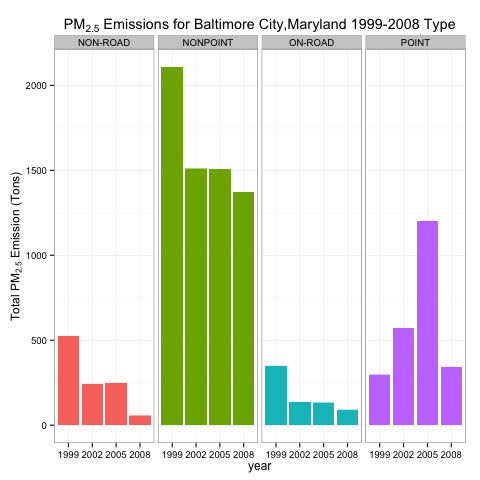 PM2.5 Emissions for Baltimore City,Maryland 1999-2008 Type
NON-ROAD NONPOINT ON-ROAD POINT
Total PM2.5 Emission (Tons)
2000
1500
1000
500
0
1999 2002 2005 2008 1999 2002 2005 2008 1999 2002 2005 2008 1999 2002 2005 2008
year